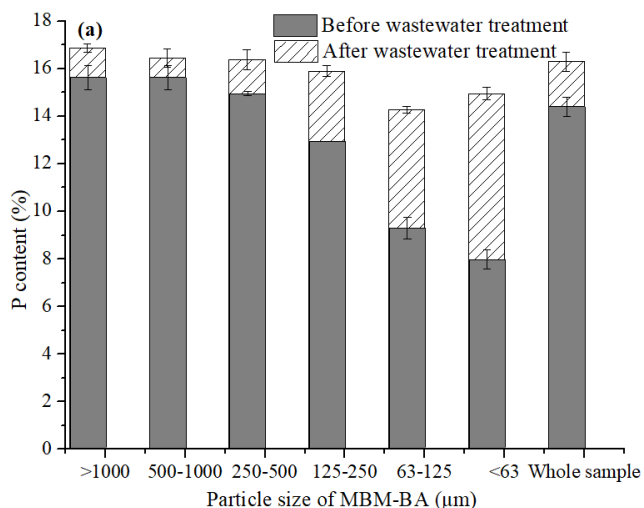 (a)
Before wastewater treatment
After wastewater treatment
P content (%)
18
16
14
12
10
8
6
4
2
0
>1000 500-1000 250-500 125-250 63-125 <63 Whole sample
Particle size of MBM-BA (μm)